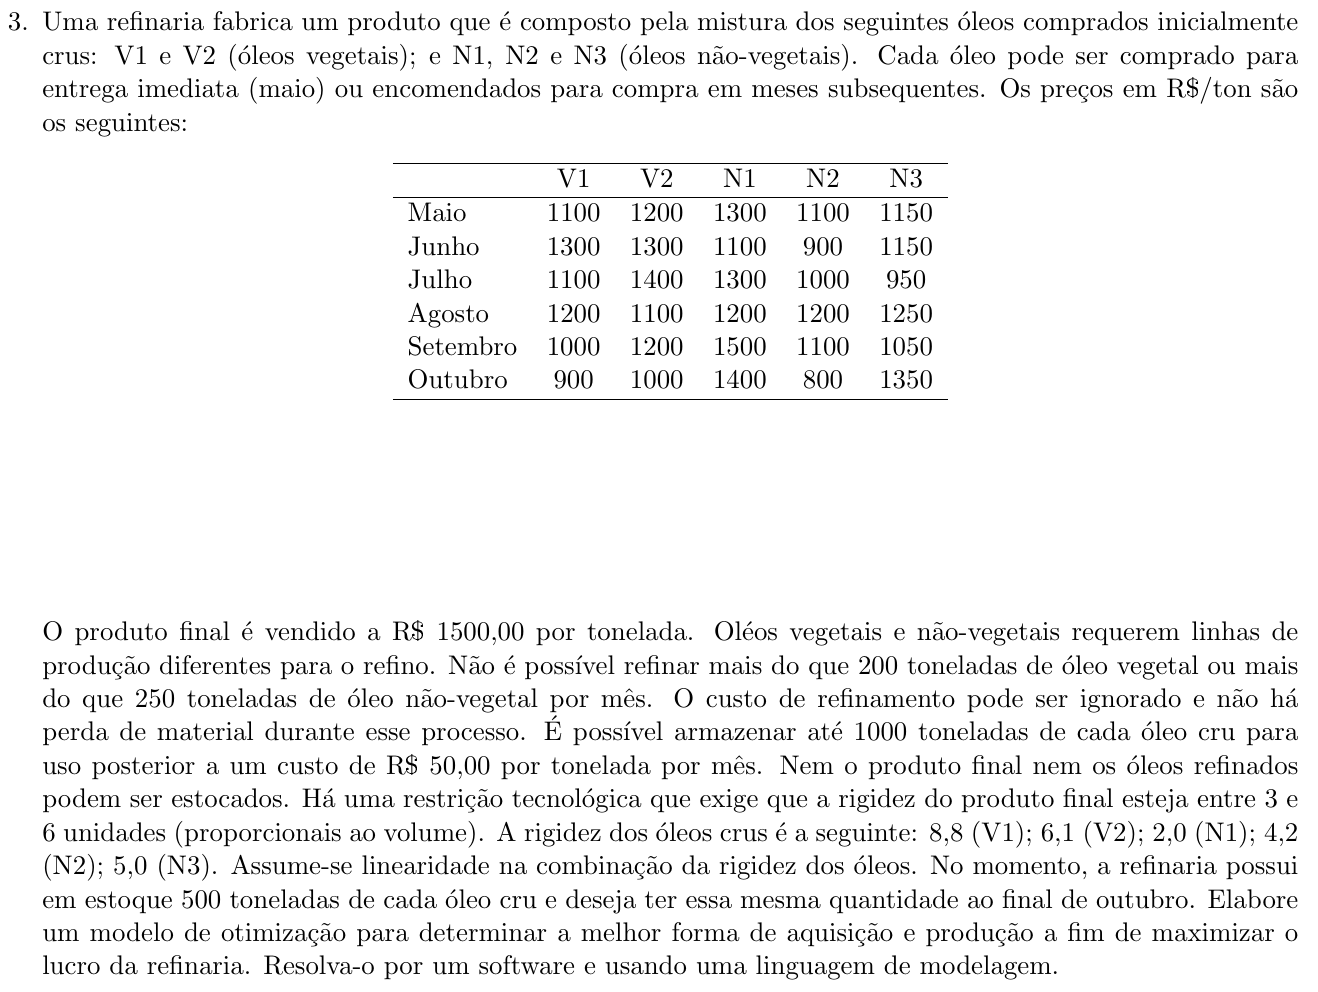 3. Uma refinaria fabrica um produto que é composto pela mistura dos seguintes óleos comprados inicialmente
crus: V1 e V2 (óleos vegetais); e N1, N2 e N3 (óleos não-vegetais). Cada óleo pode ser comprado para
entrega imediata (maio) ou encomendados para compra em meses subsequentes. Os preços em R$/ton são
os seguintes:
V1 V2 N1 N2 N3
Maio 1100 1200 1300 1100 1150
Junho 1300 1300 1100 900 1150
Julho 1100 1400 1300 1000 950
Agosto 1200 1100 1200 1200 1250
Setembro 1000 1200 1500 1100 1050
Outubro 900 1000 1400 800 1350
O produto final é vendido a R$ 1500,00 por tonelada. Oléos vegetais e não-vegetais requerem linhas de
produção diferentes para o refino. Não é possível refinar mais do que 200 toneladas de óleo vegetal ou mais
do que 250 toneladas de óleo não-vegetal por mês. O custo de refinamento pode ser ignorado e não há
perda de material durante esse processo. É possível armazenar até 1000 toneladas de cada óleo cru para
uso posterior a um custo de R$ 50,00 por tonelada por mês. Nem o produto final nem os óleos refinados
podem ser estocados. Há uma restrição tecnológica que exige que a rigidez do produto final esteja entre 3 e
6 unidades (proporcionais ao volume). A rigidez dos óleos crus é a seguinte: 8,8 (V1); 6,1 (V2); 2,0 (N1); 4,2
(N2); 5,0 (N3). Assume-se linearidade na combinação da rigidez dos óleos. No momento, a refinaria possui
em estoque 500 toneladas de cada óleo cru e deseja ter essa mesma quantidade ao final de outubro. Elabore
um modelo de otimização para determinar a melhor forma de aquisição e produção a fim de maximizar o
lucro da refinaria. Resolva-o por um software e usando uma linguagem de modelagem.